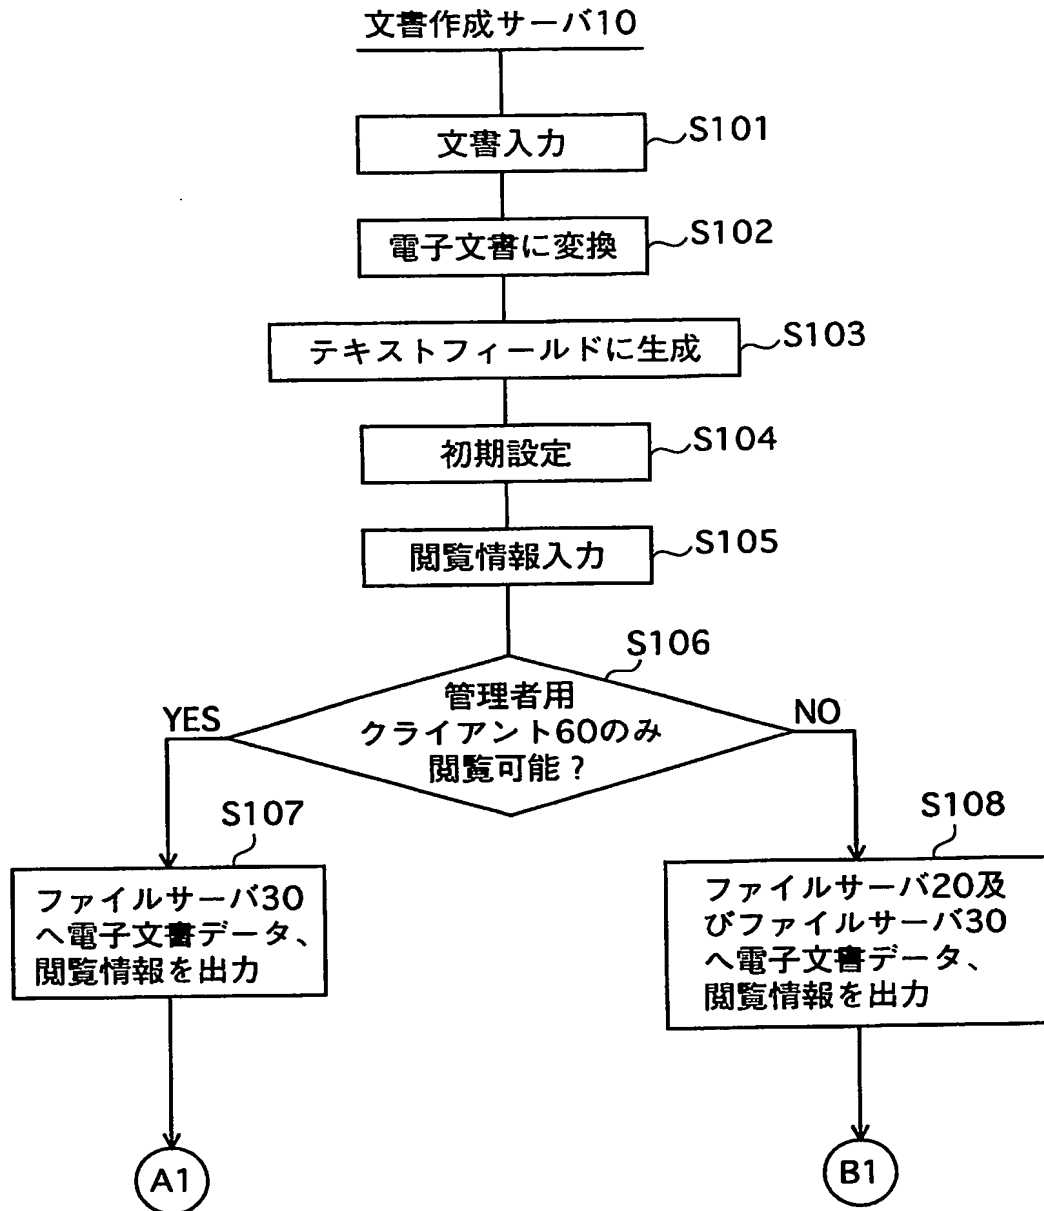 文書作成サーバ10
文書入力
S101
電子文書に変換
S102
テキストフィールドに生成
S103
初期設定
S104
閲覧情報入力
S105
S106
管理者用
クライアント60のみ
閲覧可能？
YES
NO
S107
ファイルサーバ30
へ電子文書データ、
閲覧情報を出力
S108
ファイルサーバ20及
びファイルサーバ30
へ電子文書データ、
閲覧情報を出力
A1
B1